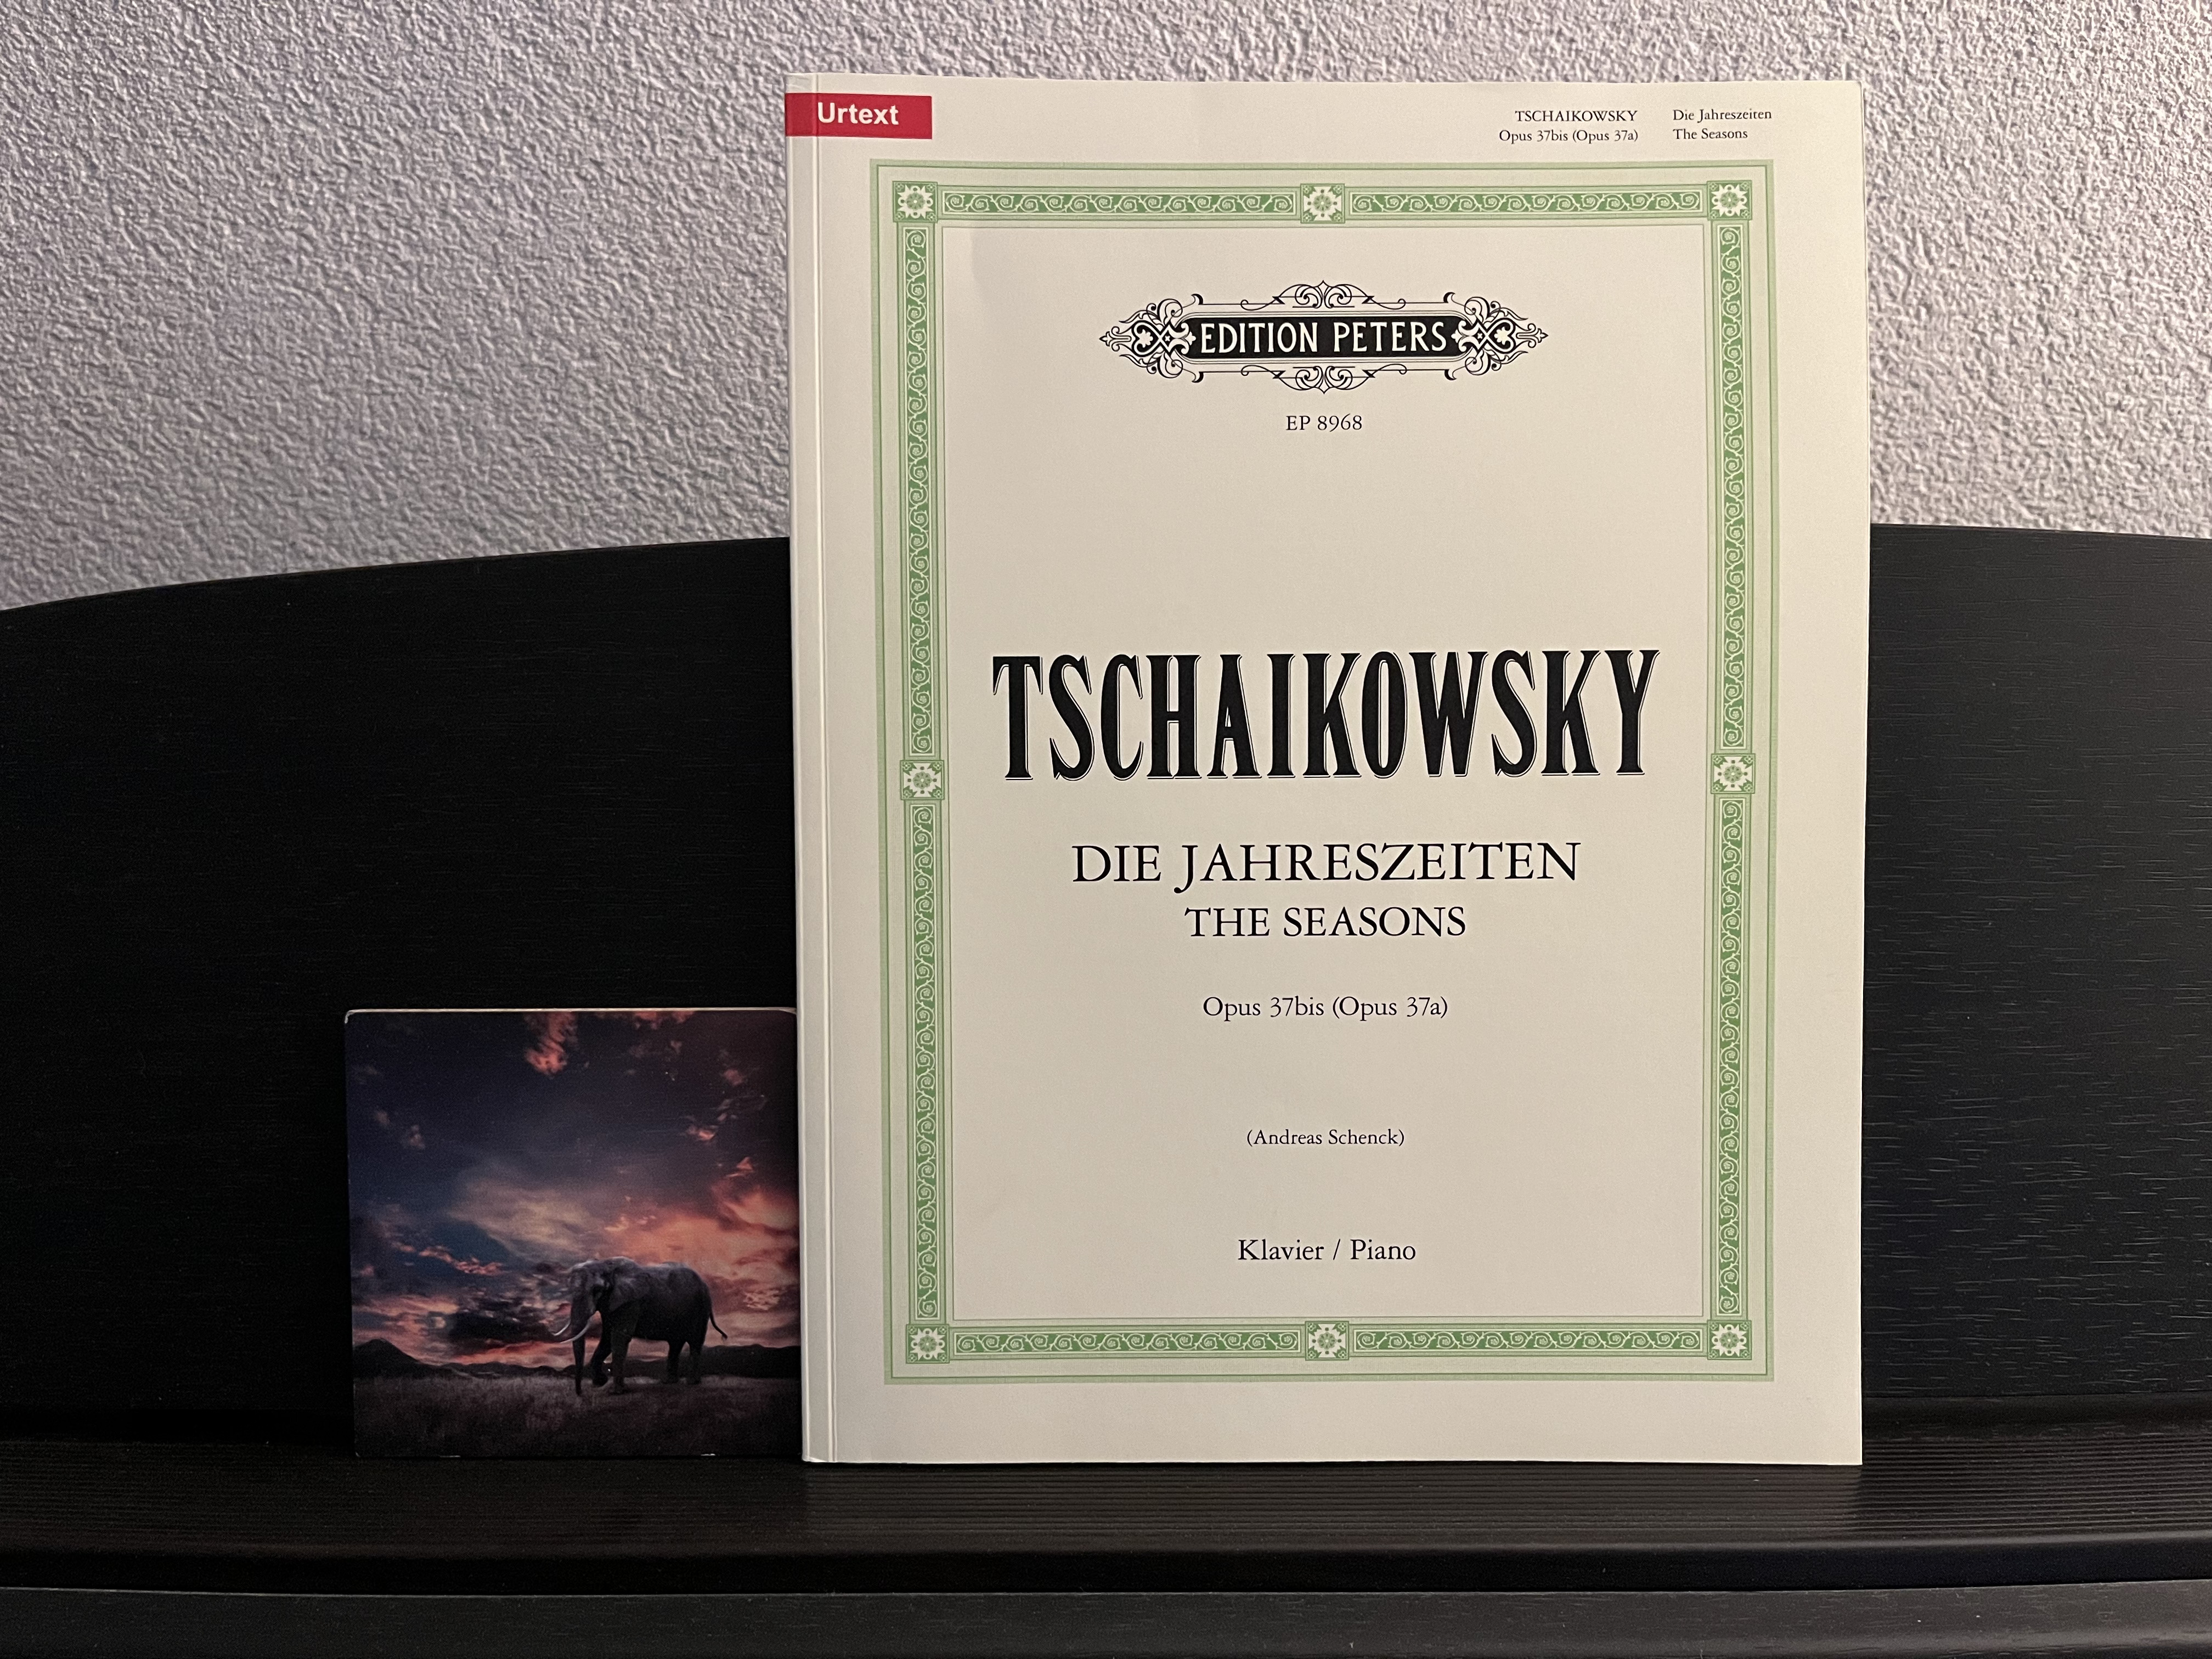 Urtext
TSCHAIKOWSKY
Opus 37bis (Opus 37a)
Die Jahreszeiten
The Seasons
EDITION PETERS
EP 8968
TSCHAIKOWSKY
DIE JAHRESZEITEN
THE SEASONS
Opus 37bis (Opus 37a)
(Andreas Schenck)
Klavier / Piano